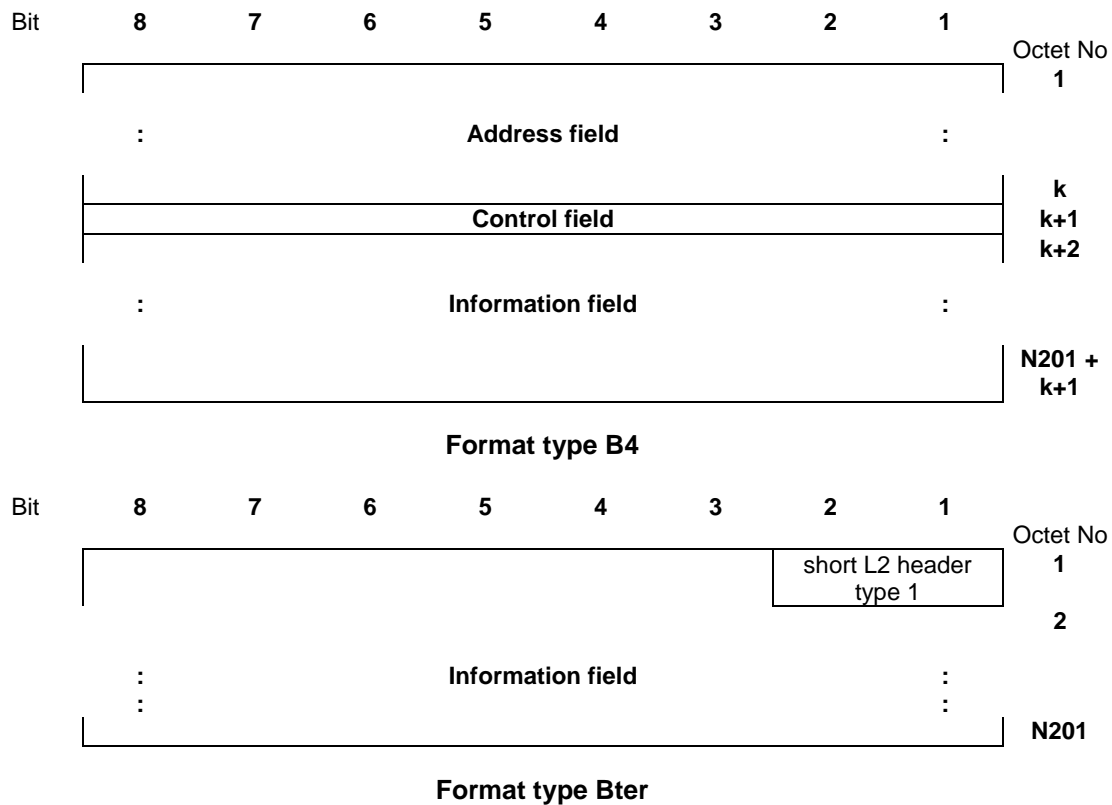 Bit 8 7 6 5 4 3 2 1
Octet No
1
: Address field :
k
Control field k+1
k+2
: Information field :
N201 +
k+1
Format type B4
Bit 8 7 6 5 4 3 2 1
Octet No
short L2 header 1
type 1
2
: Information field :
: :
N201
Format type Bter